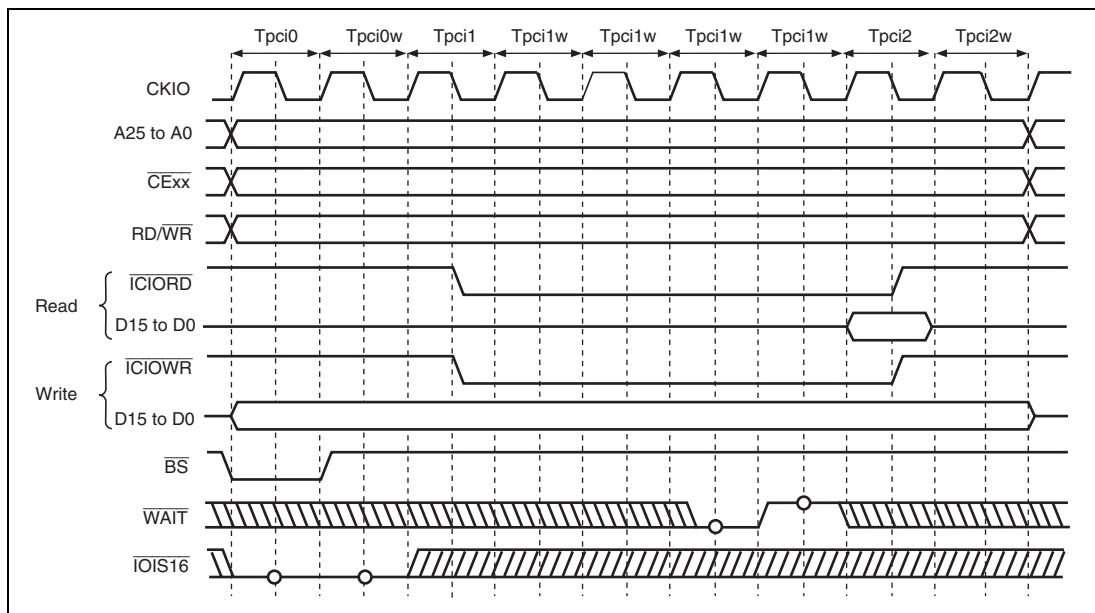 Tpci0 Tpci0w Tpci1 Tpci1w Tpci1w Tpci1w Tpci1w Tpci2 Tpci2w
CKIO
A25 to A0
CExx
RD/WR
ICIORD
Read
D15 to D0
ICIOWR
Write
D15 to D0
BS
WAIT
IOIS16